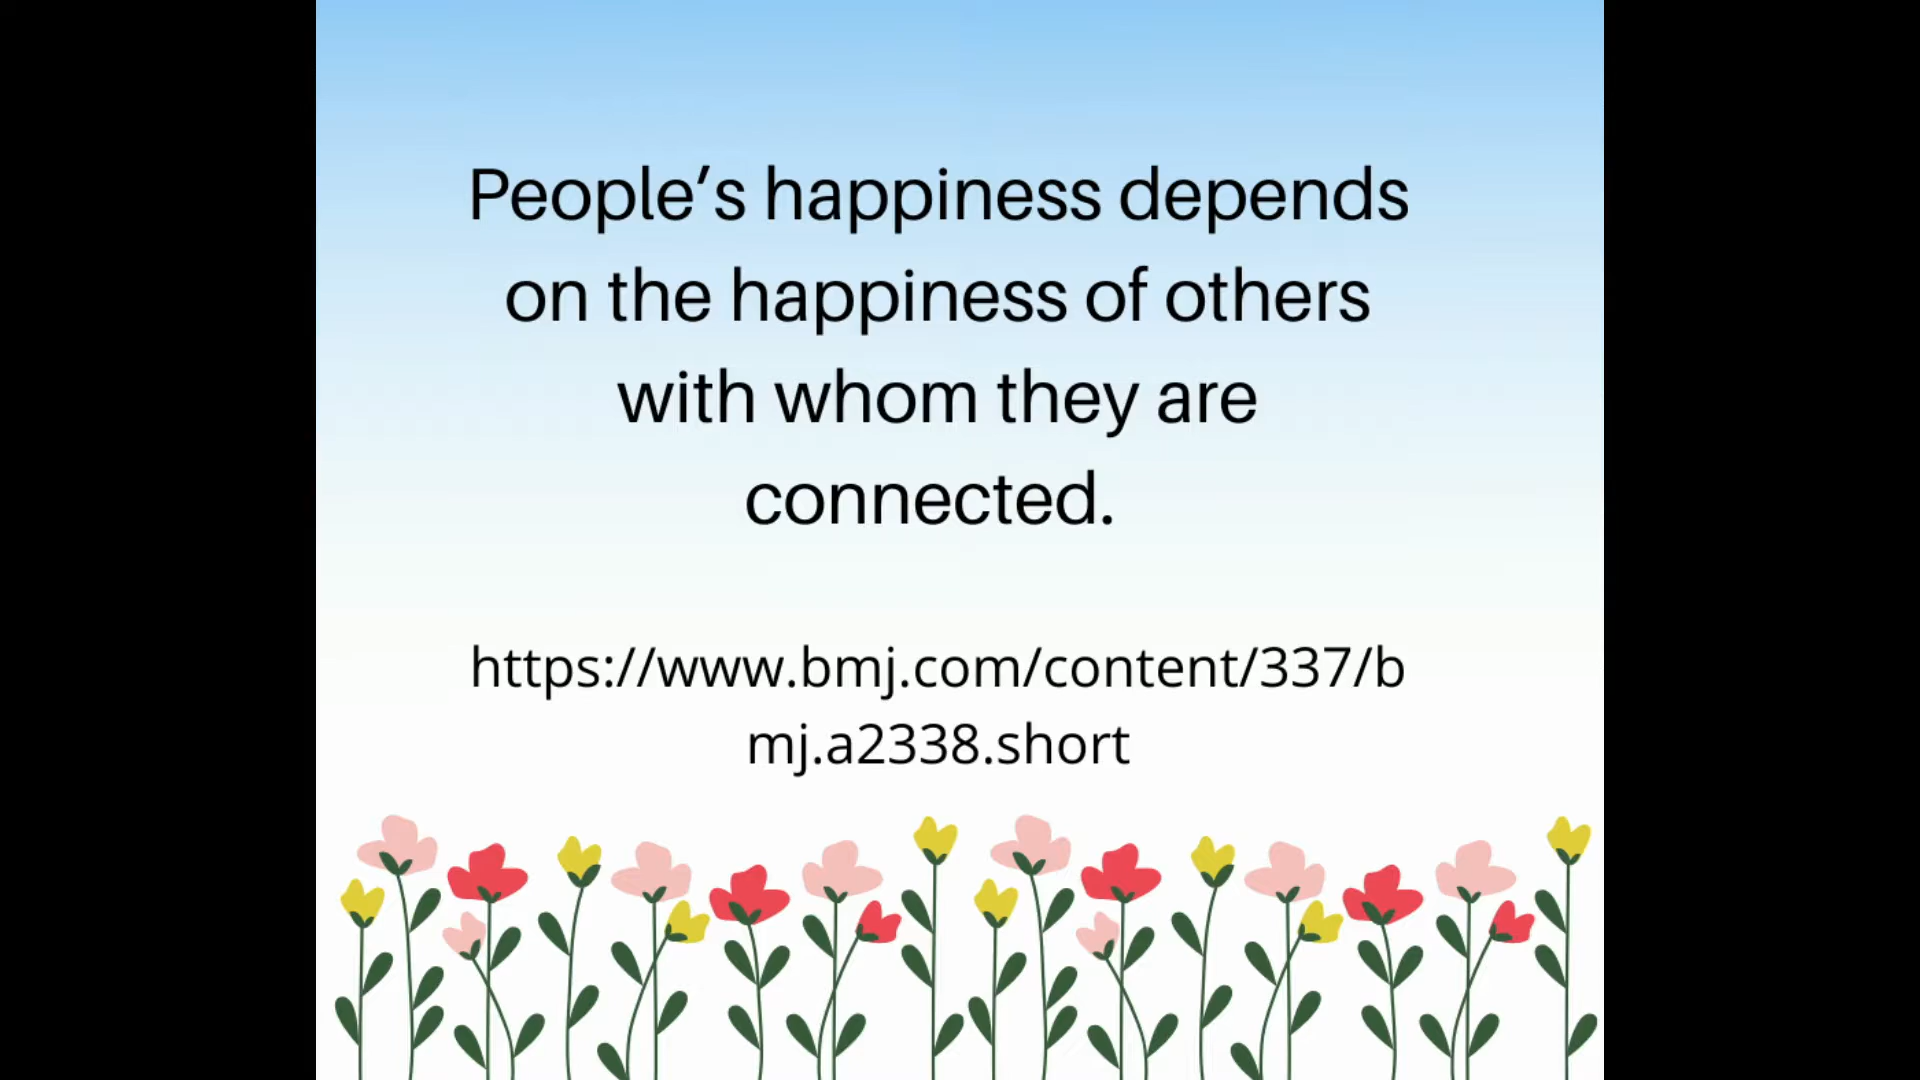 People’s happiness depends
on the happiness of others
with whom they are
connected.
https://www.bmj.com/content/337/b
mj.a2338.short